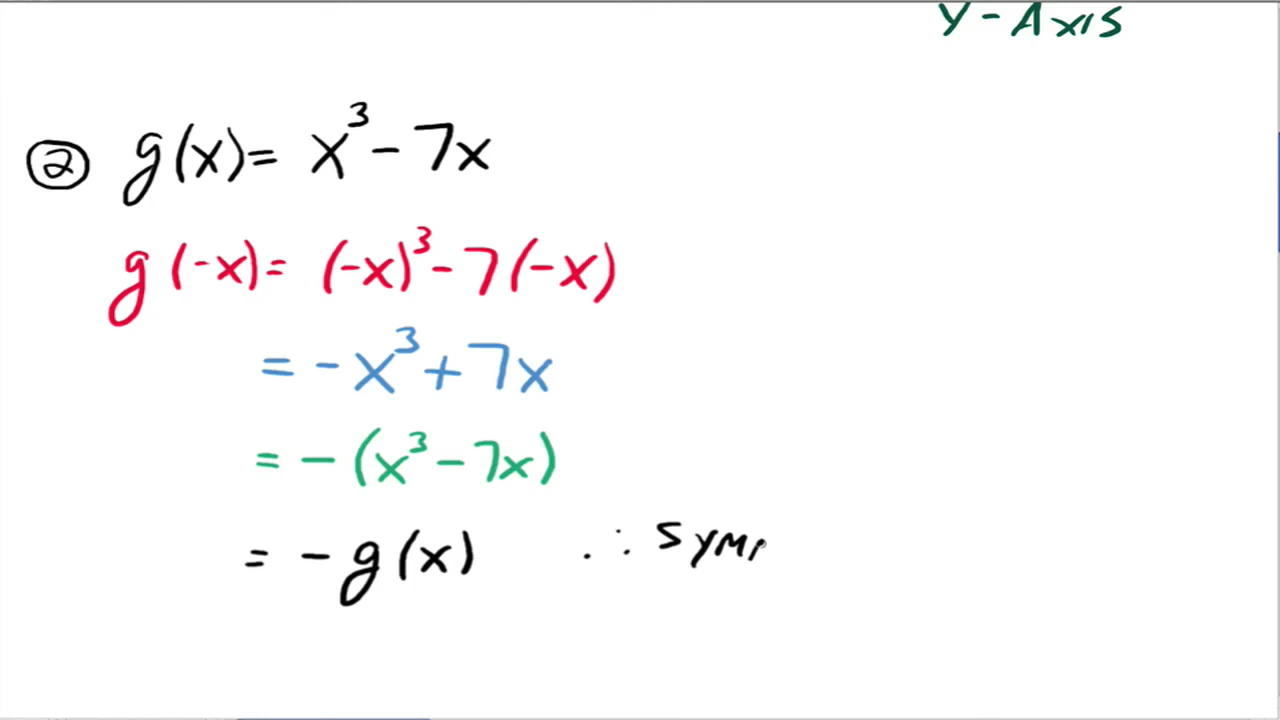 Y-AXIS
② g(x) = x³ - 7x
g(-x) = (-x)³ - 7(-x)
= -x³ + 7x
= -(x³ - 7x)
= -g(x) ∴ SYM